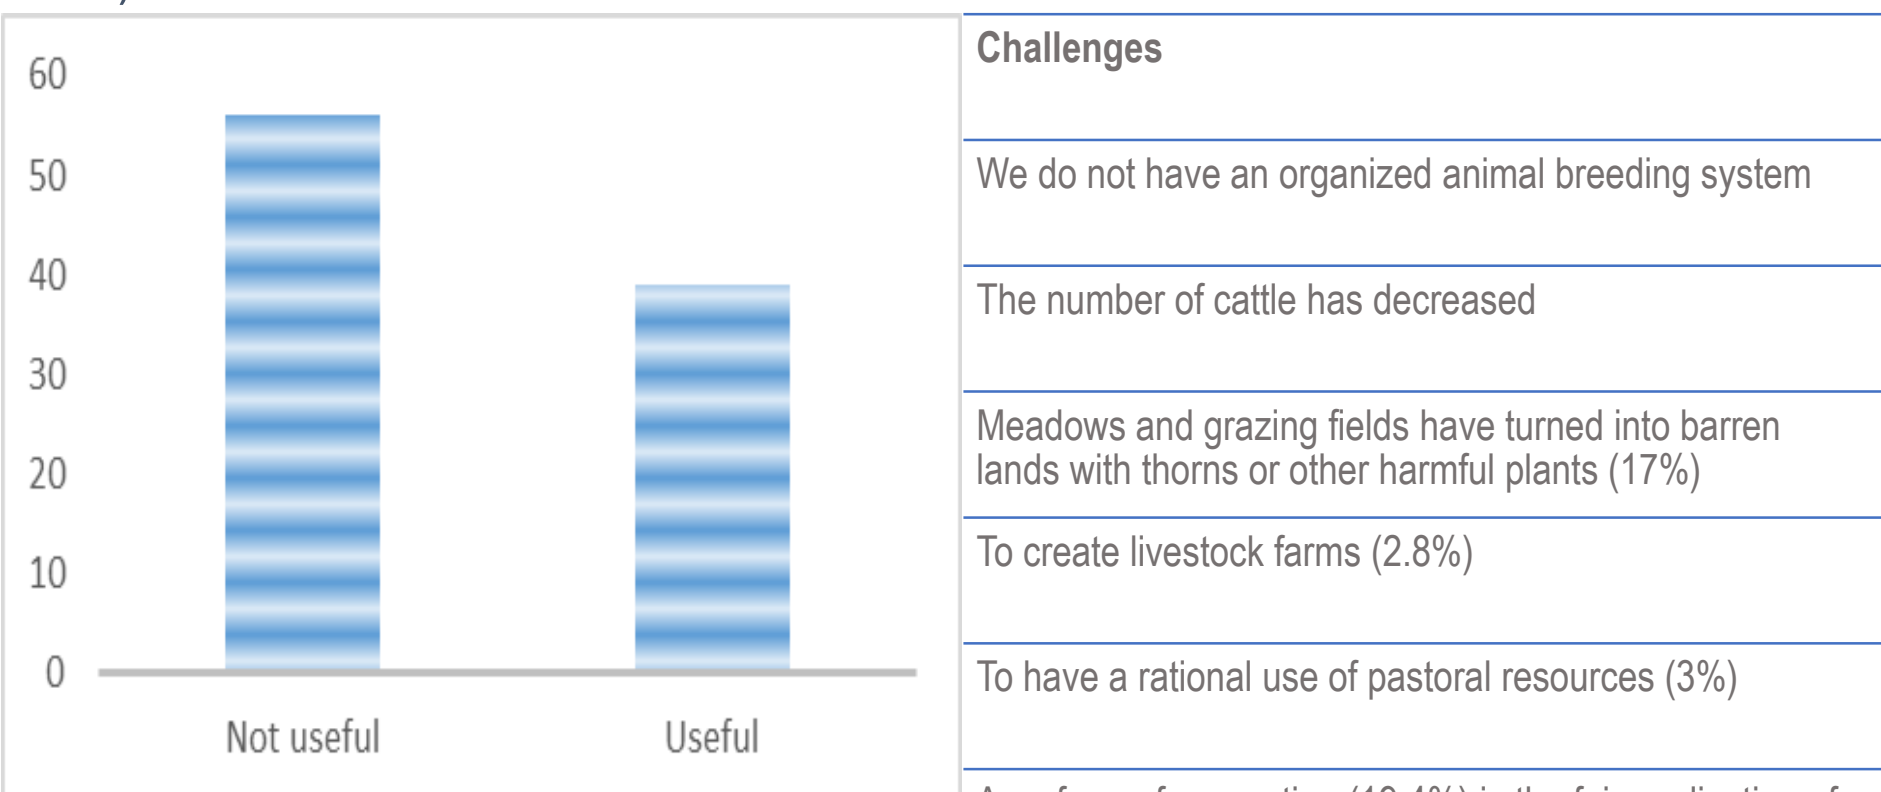 60
50
40
30
20
10
0
Not useful
Useful
Challenges
We do not have an organized animal breeding system
The number of cattle has decreased
Meadows and grazing fields have turned into barren
lands with thorns or other harmful plants (17%)
To create livestock farms (2.8%)
To have a rational use of pastoral resources (3%)